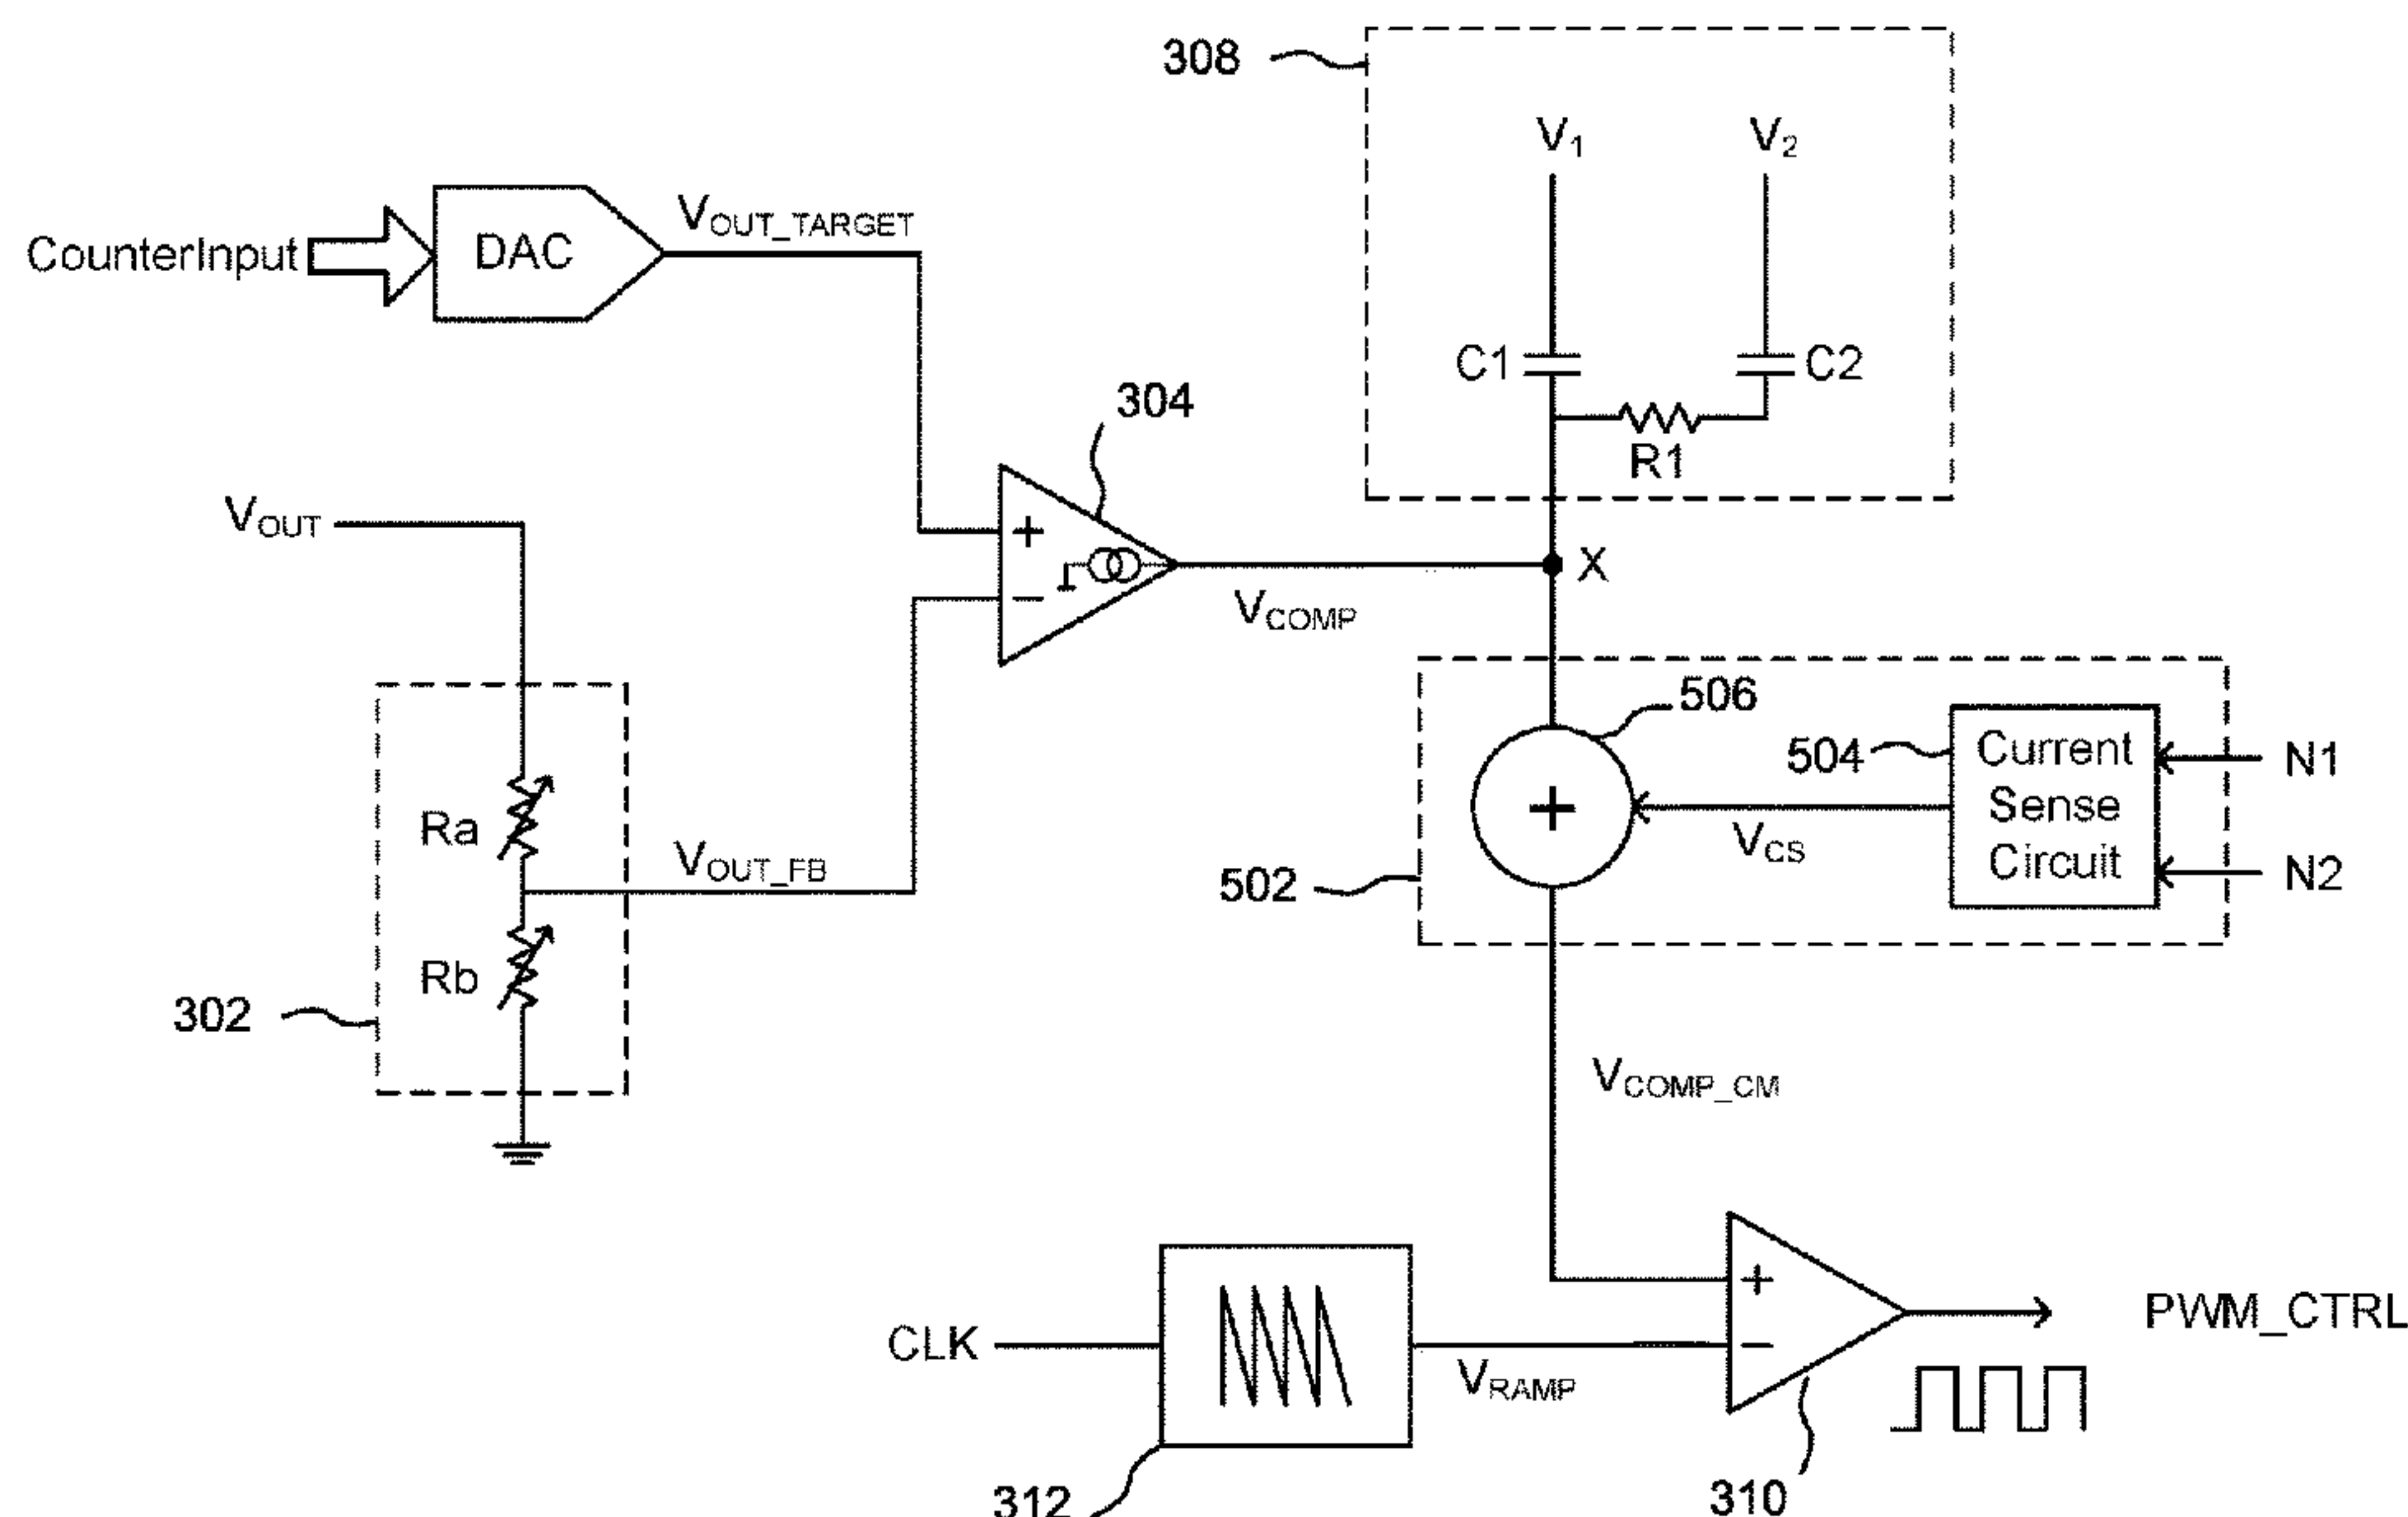 308
V1
V2
C1
C2
R1
CounterInput
DAC
VOUT_TARGET
304
VOUT
+
−
VCOMP
X
506
504
Current
Sense
Circuit
N1
N2
+
VCS
502
Ra
Rb
VOUT_FB
302
VCOMP_CM
CLK
312
VRAMP
+
−
310
PWM_CTRL